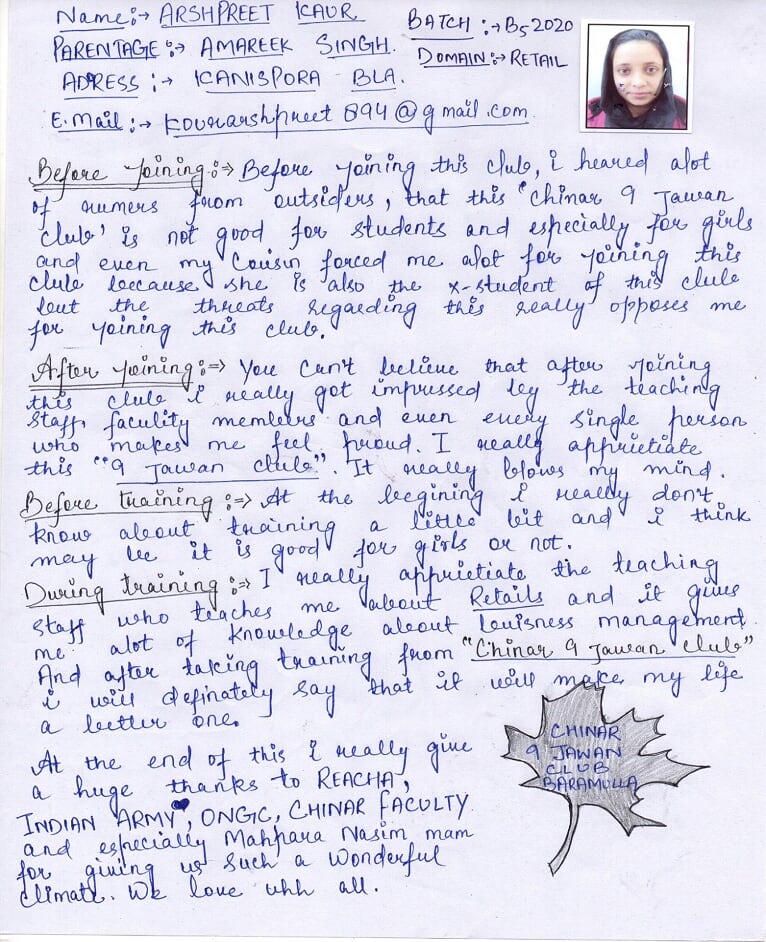 Name:→ ARSHPREET KAUR
BATCH :→ B5 2020
PARENTAGE:→ AMAREEK SINGH.
DOMAIN:→ RETAIL
ADRESS :→ KANISPORA BLA.
E.Mail:→ kourarshpreet 894@gmail.com
Before joining:⇒ Before joining this club, i heared alot
of rumers from outsiders, that this "Chinar 9 Jawan
Club' is not good for students and especially for girls
and even my Cousin forced me alot for joining this
club because she is also the x-student of this club
but the threats regarding this really opposes me
for joining this club.
After joining:⇒ You can't believe that after joining
this club i really got impressed by the teaching
staff, faculity members and even every single person
who makes me feel proud. I really apprietiate
this "9 Jawan club". It really blows my mind.
Before training:⇒ At the begining i really don't
know about training a little bit and i think
may be it is good for girls or not.
During training:⇒ I really apprietiate the teaching
staff who teaches me about Retails and it gives
me alot of knowledge about buisness management.
And after taking training from "Chinar 9 Jawan Club"
i will definately say that it will make my life
a better one.
At the end of this i really give
a huge thanks to REACHA,
INDIAN ARMY, ONGC, CHINAR FACULTY
and especially Mahpara Nasim mam
for giving us such a wonderful
climate. We love uhh all.
CHINAR
9 JAWAN
CLUB
BARAMULLA